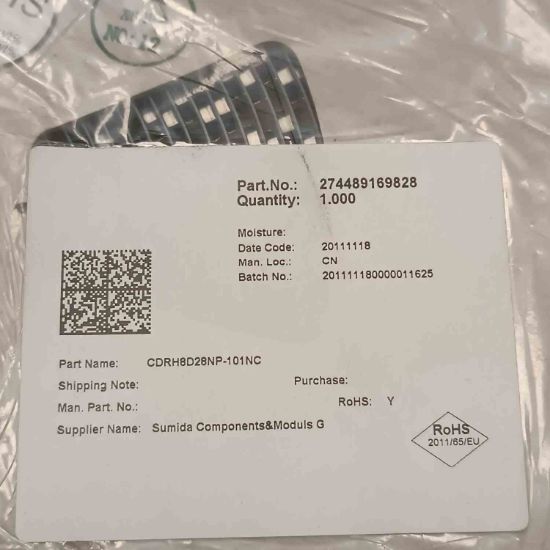 Part.No.: 274489169828
Quantity: 1.000
Moisture:
Date Code: 20111118
Man. Loc.: CN
Batch No.: 201111180000011625
Part Name: CDRH8D28NP-101NC
Shipping Note:
Purchase:
Man. Part. No.:
RoHS: Y
Supplier Name: Sumida Components&Moduls G
RoHS
2011/65/EU